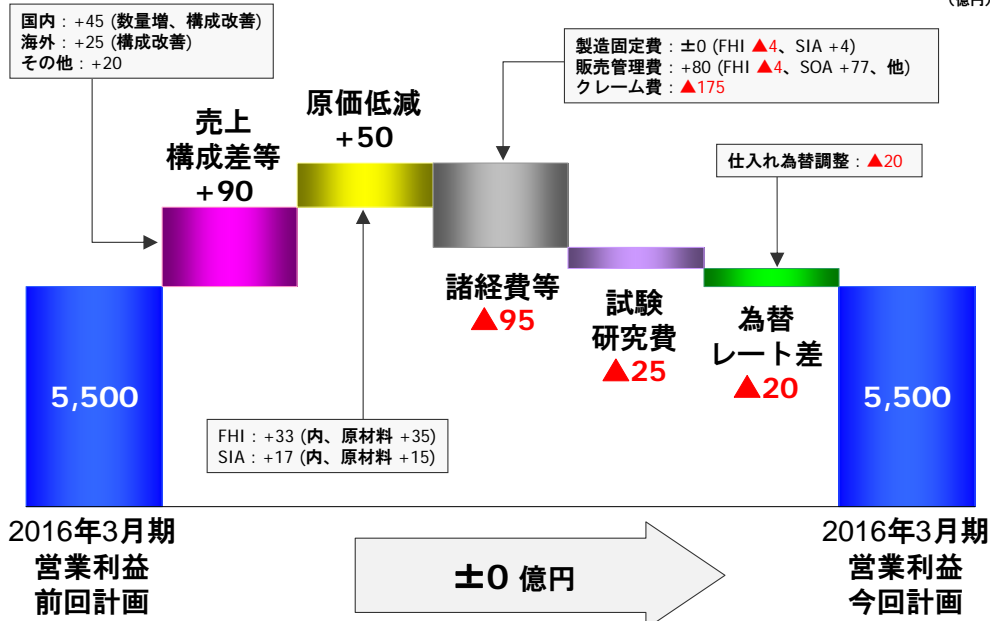 （億円）
国内：+45 (数量増、構成改善)
海外：+25 (構成改善)
その他：+20
製造固定費：±0 (FHI ▲4、SIA +4)
販売管理費：+80 (FHI ▲4、SOA +77、他)
クレーム費：▲175
仕入れ為替調整：▲20
売上
構成差等
+90
原価低減
+50
諸経費等
▲95
試験
研究費
▲25
為替
レート差
▲20
5,500
5,500
FHI：+33 (内、原材料 +35)
SIA：+17 (内、原材料 +15)
2016年3月期
営業利益
前回計画
±0 億円
2016年3月期
営業利益
今回計画